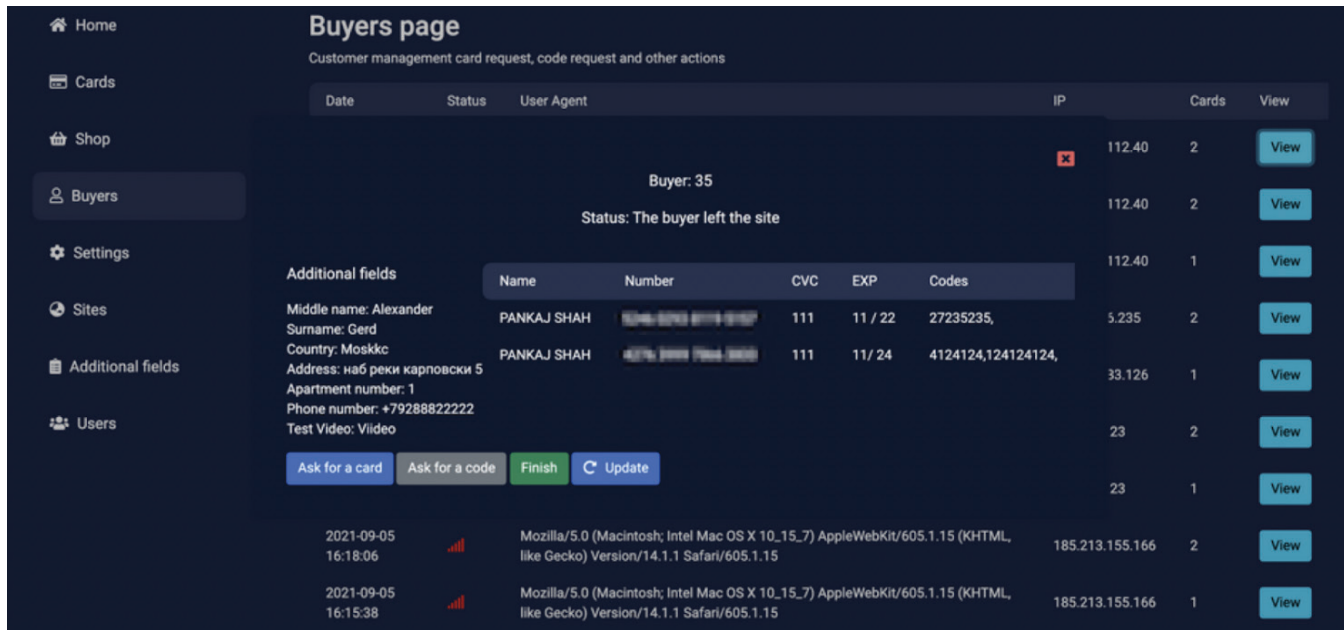 Home
Cards
Shop
Buyers
Settings
Sites
Additional fields
Users
Buyers page
Customer management card request, code request and other actions
Date Status User Agent IP Cards View
112.40 2 View
112.40 2 View
112.40 1 View
5.235 2 View
33.126 1 View
23 2 View
23 1 View
Buyer: 35
Status: The buyer left the site
Additional fields
Middle name: Alexander
Surname: Gerd
Country: Moskkc
Address: наб реки карповски 5
Apartment number: 1
Phone number: +79288822222
Test Video: Viideo
Name Number CVC EXP Codes
PANKAJ SHAH 111 11 / 22 27235235,
PANKAJ SHAH 111 11/ 24 4124124,124124124,
Ask for a card Ask for a code Finish Update
2021-09-05
16:18:06
Mozilla/5.0 (Macintosh; Intel Mac OS X 10_15_7) AppleWebKit/605.1.15 (KHTML,
like Gecko) Version/14.1.1 Safari/605.1.15
185.213.155.166 2 View
2021-09-05
16:15:38
Mozilla/5.0 (Macintosh; Intel Mac OS X 10_15_7) AppleWebKit/605.1.15 (KHTML,
like Gecko) Version/14.1.1 Safari/605.1.15
185.213.155.166 1 View